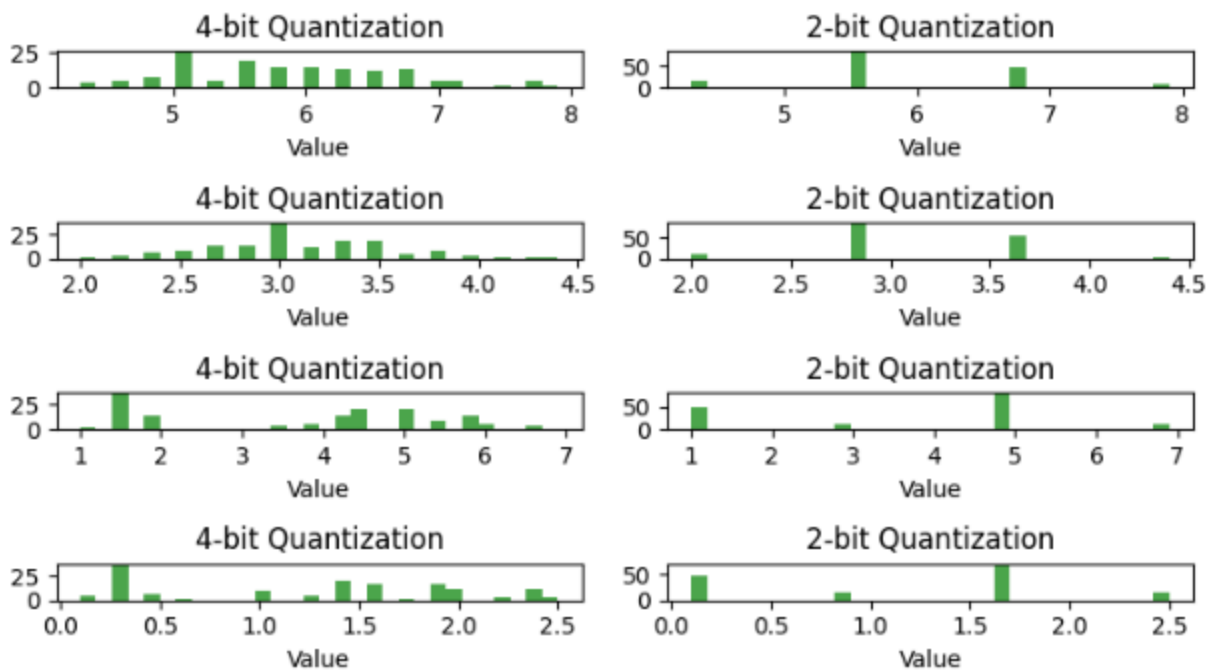 4-bit Quantization 2-bit Quantization
25 50
0 0
5 6 7 8 5 6 7 8
Value Value
4-bit Quantization 2-bit Quantization
25 50
0 0
2.0 2.5 3.0 3.5 4.0 4.5 2.0 2.5 3.0 3.5 4.0 4.5
Value Value
4-bit Quantization 2-bit Quantization
25 50
0 0
1 2 3 4 5 6 7 1 2 3 4 5 6 7
Value Value
4-bit Quantization 2-bit Quantization
25 50
0 0
0.0 0.5 1.0 1.5 2.0 2.5 0.0 0.5 1.0 1.5 2.0 2.5
Value Value